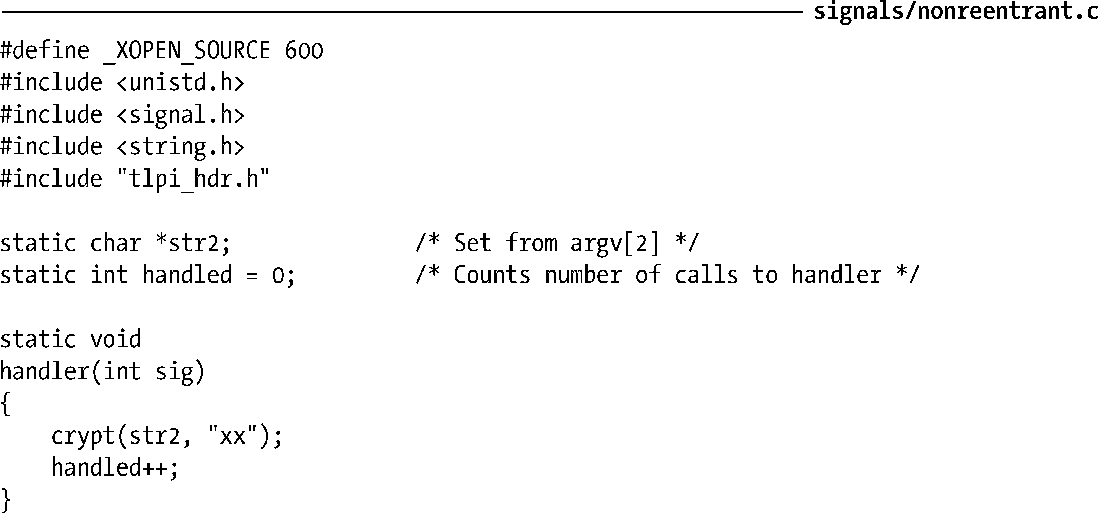 signals/nonreentrant.c
#define _XOPEN_SOURCE 600
#include <unistd.h>
#include <signal.h>
#include <string.h>
#include "tlpi_hdr.h"
static char *str2; /* Set from argv[2] */
static int handled = 0; /* Counts number of calls to handler */
static void
handler(int sig)
{
crypt(str2, "xx");
handled++;
}